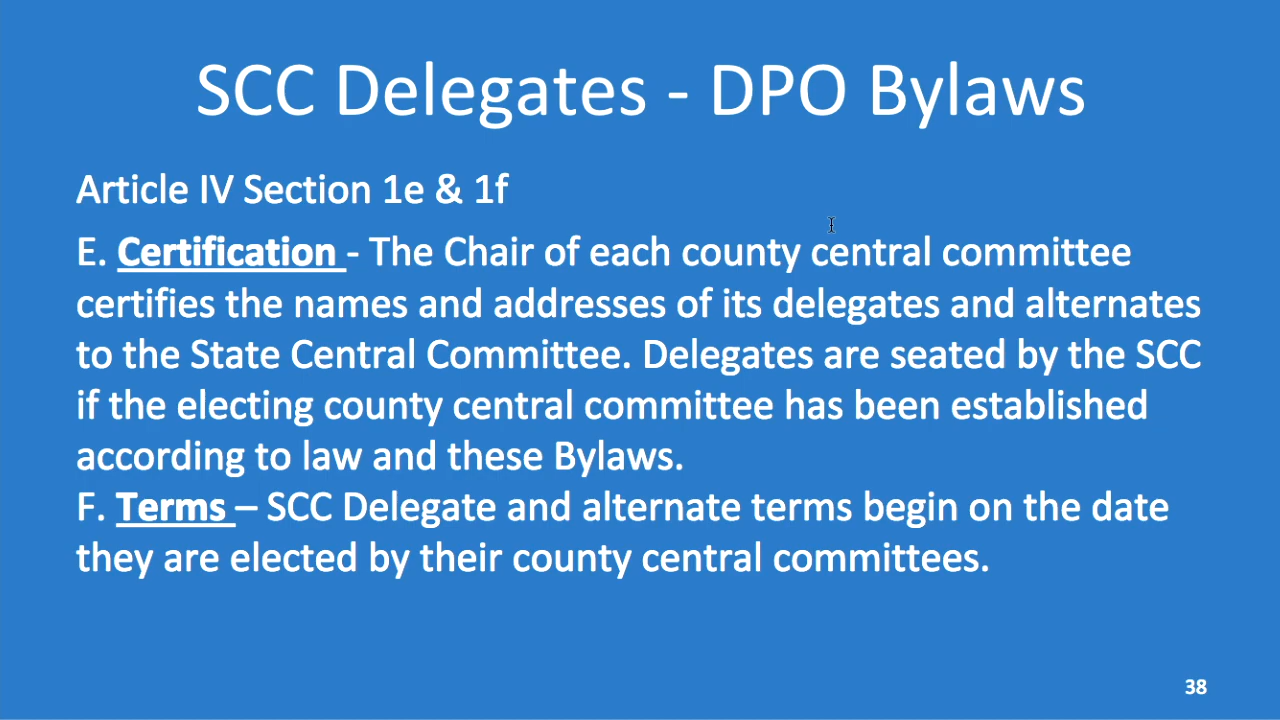 SCC Delegates - DPO Bylaws
Article IV Section 1e & 1f
E. Certification - The Chair of each county central committee
certifies the names and addresses of its delegates and alternates
to the State Central Committee. Delegates are seated by the SCC
if the electing county central committee has been established
according to law and these Bylaws.
F. Terms – SCC Delegate and alternate terms begin on the date
they are elected by their county central committees.
38